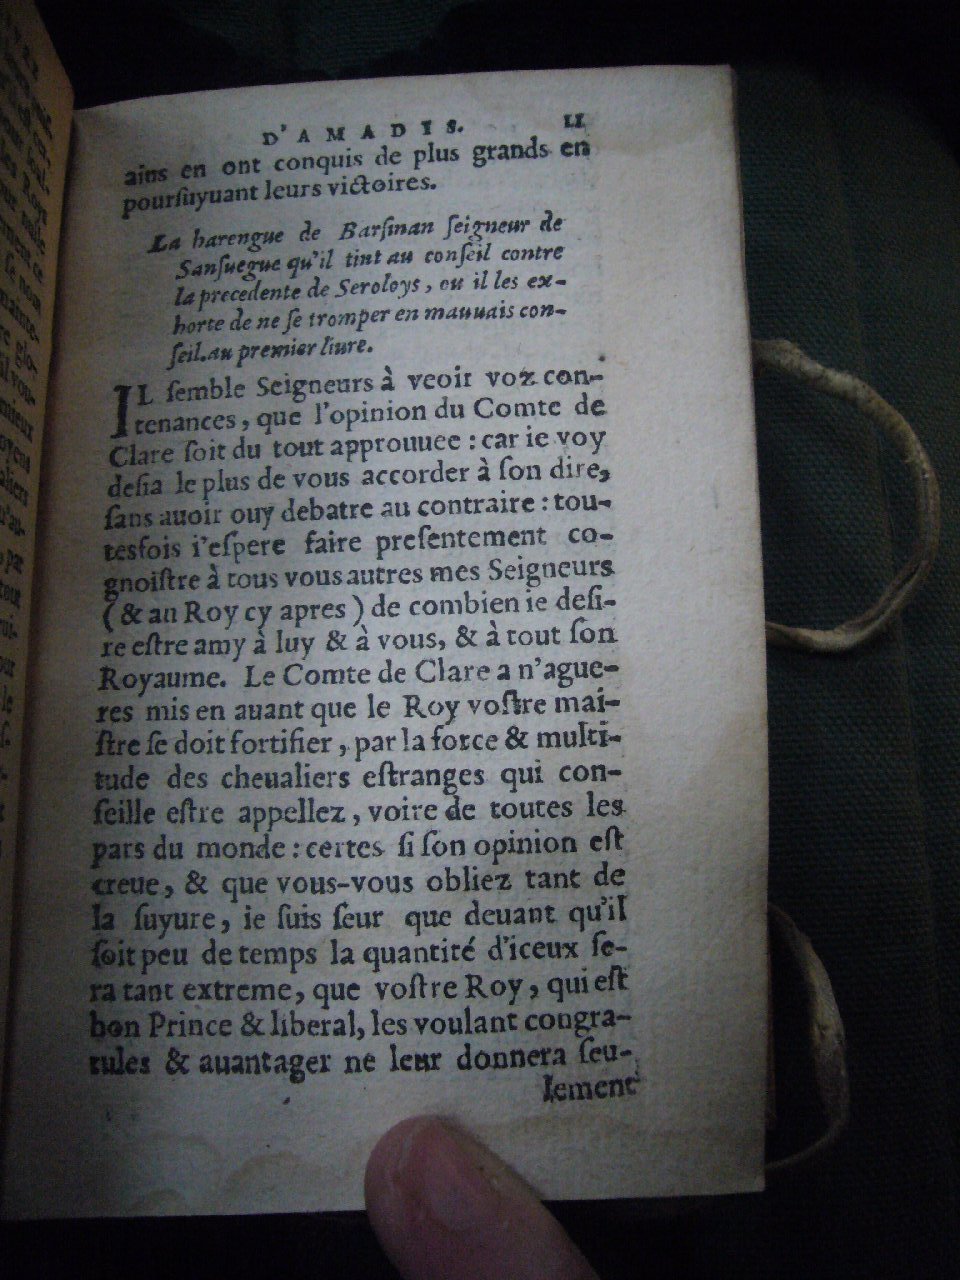 D'AMADIS. 11
ains en ont conquis de plus grands en
pourſuyuant leurs victoires.
La harengue de Barſinan ſeigneur de
Sanſuegue qu'il tint au conſeil contre
la precedente de Seroloys, ou il les ex-
horte de ne ſe tromper en mauuais con-
ſeil. au premier liure.
IL ſemble Seigneurs à veoir voz con-
tenances, que l'opinion du Comte de
Clare ſoit du tout approuuee : car ie voy
deſia le plus de vous accorder à ſon dire,
ſans auoir ouy debatre au contraire : tou-
tesfois i'eſpere faire preſentement co-
gnoiſtre à tous vous autres mes Seigneurs
(& au Roy cy apres) de combien ie deſi-
re eſtre amy à luy & à vous, & à tout ſon
Royaume. Le Comte de Clare a n'ague-
res mis en auant que le Roy voſtre mai-
ſtre ſe doit fortifier, par la force & multi-
tude des cheualiers eſtranges qui con-
ſeille eſtre appellez, voire de toutes les
pars du monde : certes ſi ſon opinion eſt
creue, & que vous-vous obliez tant de
la ſuyure, ie ſuis ſeur que deuant qu'il
ſoit peu de temps la quantité d'iceux ſe-
ra tant extreme, que voſtre Roy, qui eſt
bon Prince & liberal, les voulant congra-
tules & auantager ne leur donnera ſeu-
lement